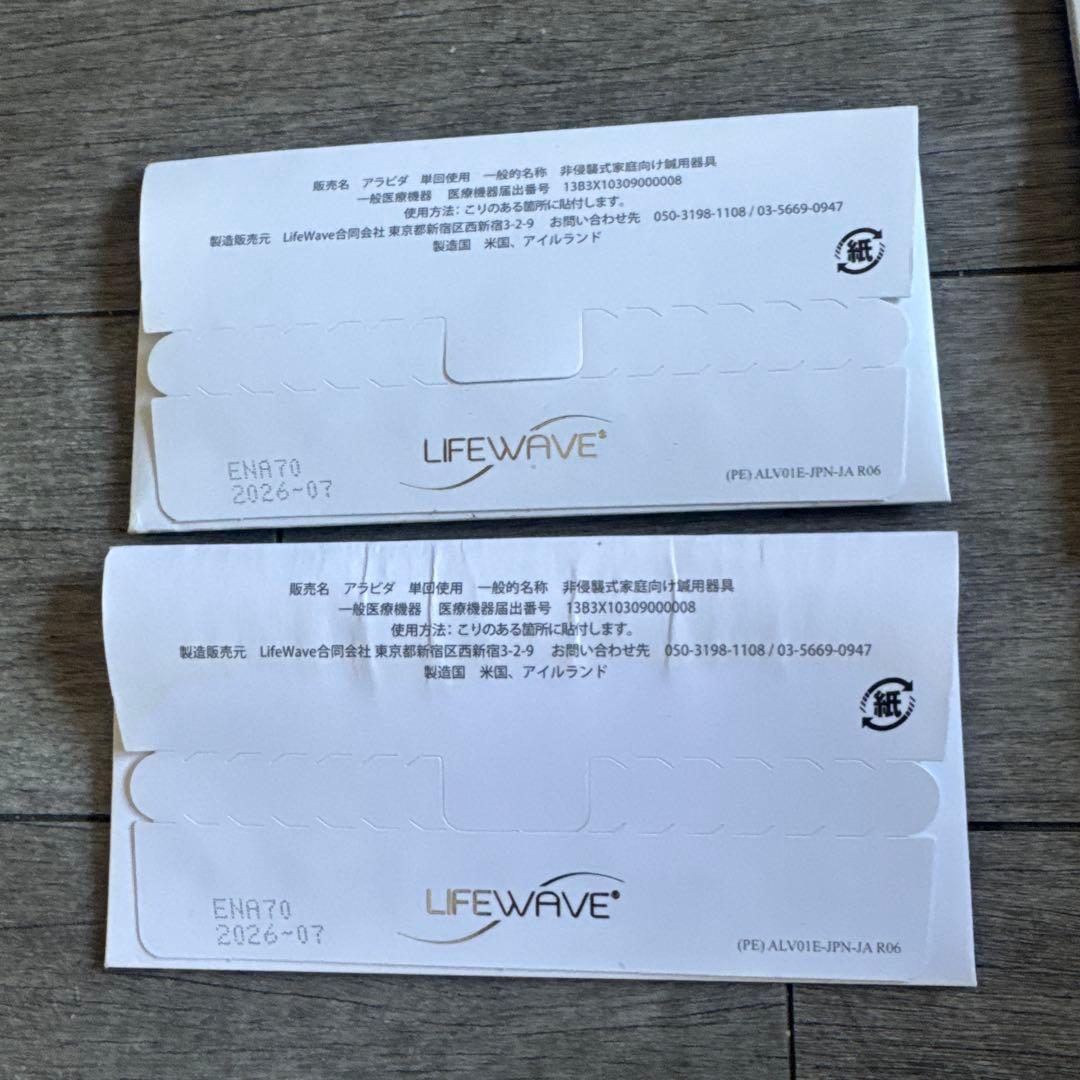 販売名 アラビダ 単回使用 一般的名称 非侵襲式家庭向け鍼用器具
一般医療機器 医療機器届出番号 13B3X10309000008
使用方法：こりのある箇所に貼付します。
製造販売元 LifeWave合同会社 東京都新宿区西新宿3-2-9 お問い合わせ先 050-3198-1108 / 03-5669-0947
製造国 米国、アイルランド
紙
LIFEWAVE®
ENA70
2026-07
(PE) ALV01E-JPN-JA R06
販売名 アラビダ 単回使用 一般的名称 非侵襲式家庭向け鍼用器具
一般医療機器 医療機器届出番号 13B3X10309000008
使用方法：こりのある箇所に貼付します。
製造販売元 LifeWave合同会社 東京都新宿区西新宿3-2-9 お問い合わせ先 050-3198-1108 / 03-5669-0947
製造国 米国、アイルランド
紙
LIFEWAVE®
ENA70
2026-07
(PE) ALV01E-JPN-JA R06